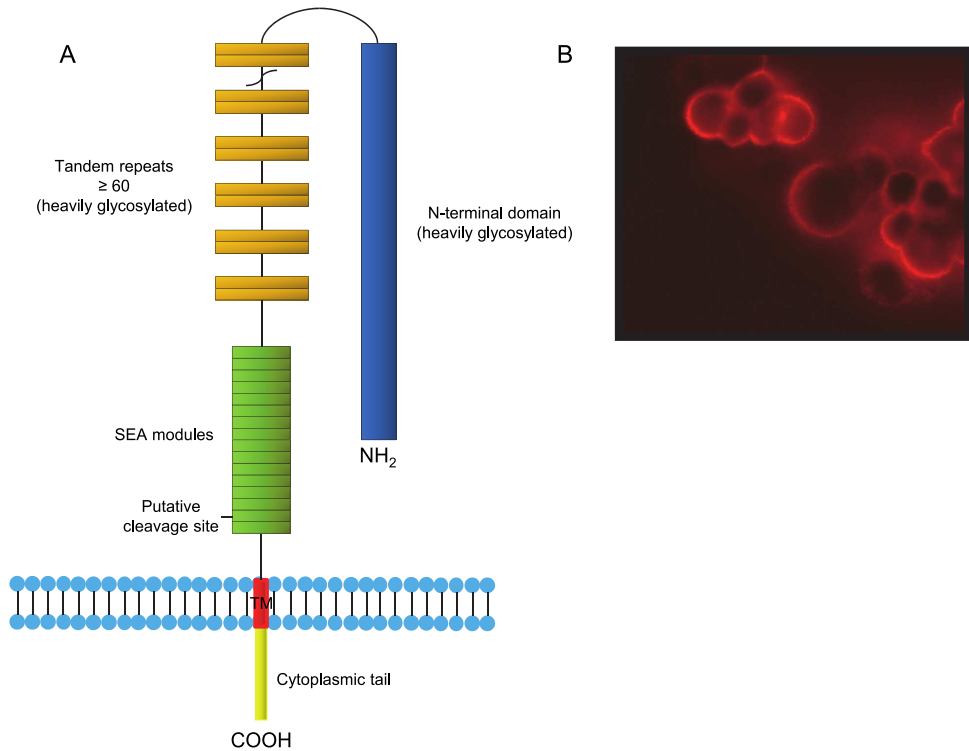 A
B
Tandem repeats
≥ 60
(heavily glycosylated)
N-terminal domain
(heavily glycosylated)
SEA modules
NH₂
Putative
cleavage site
TM
Cytoplasmic tail
COOH